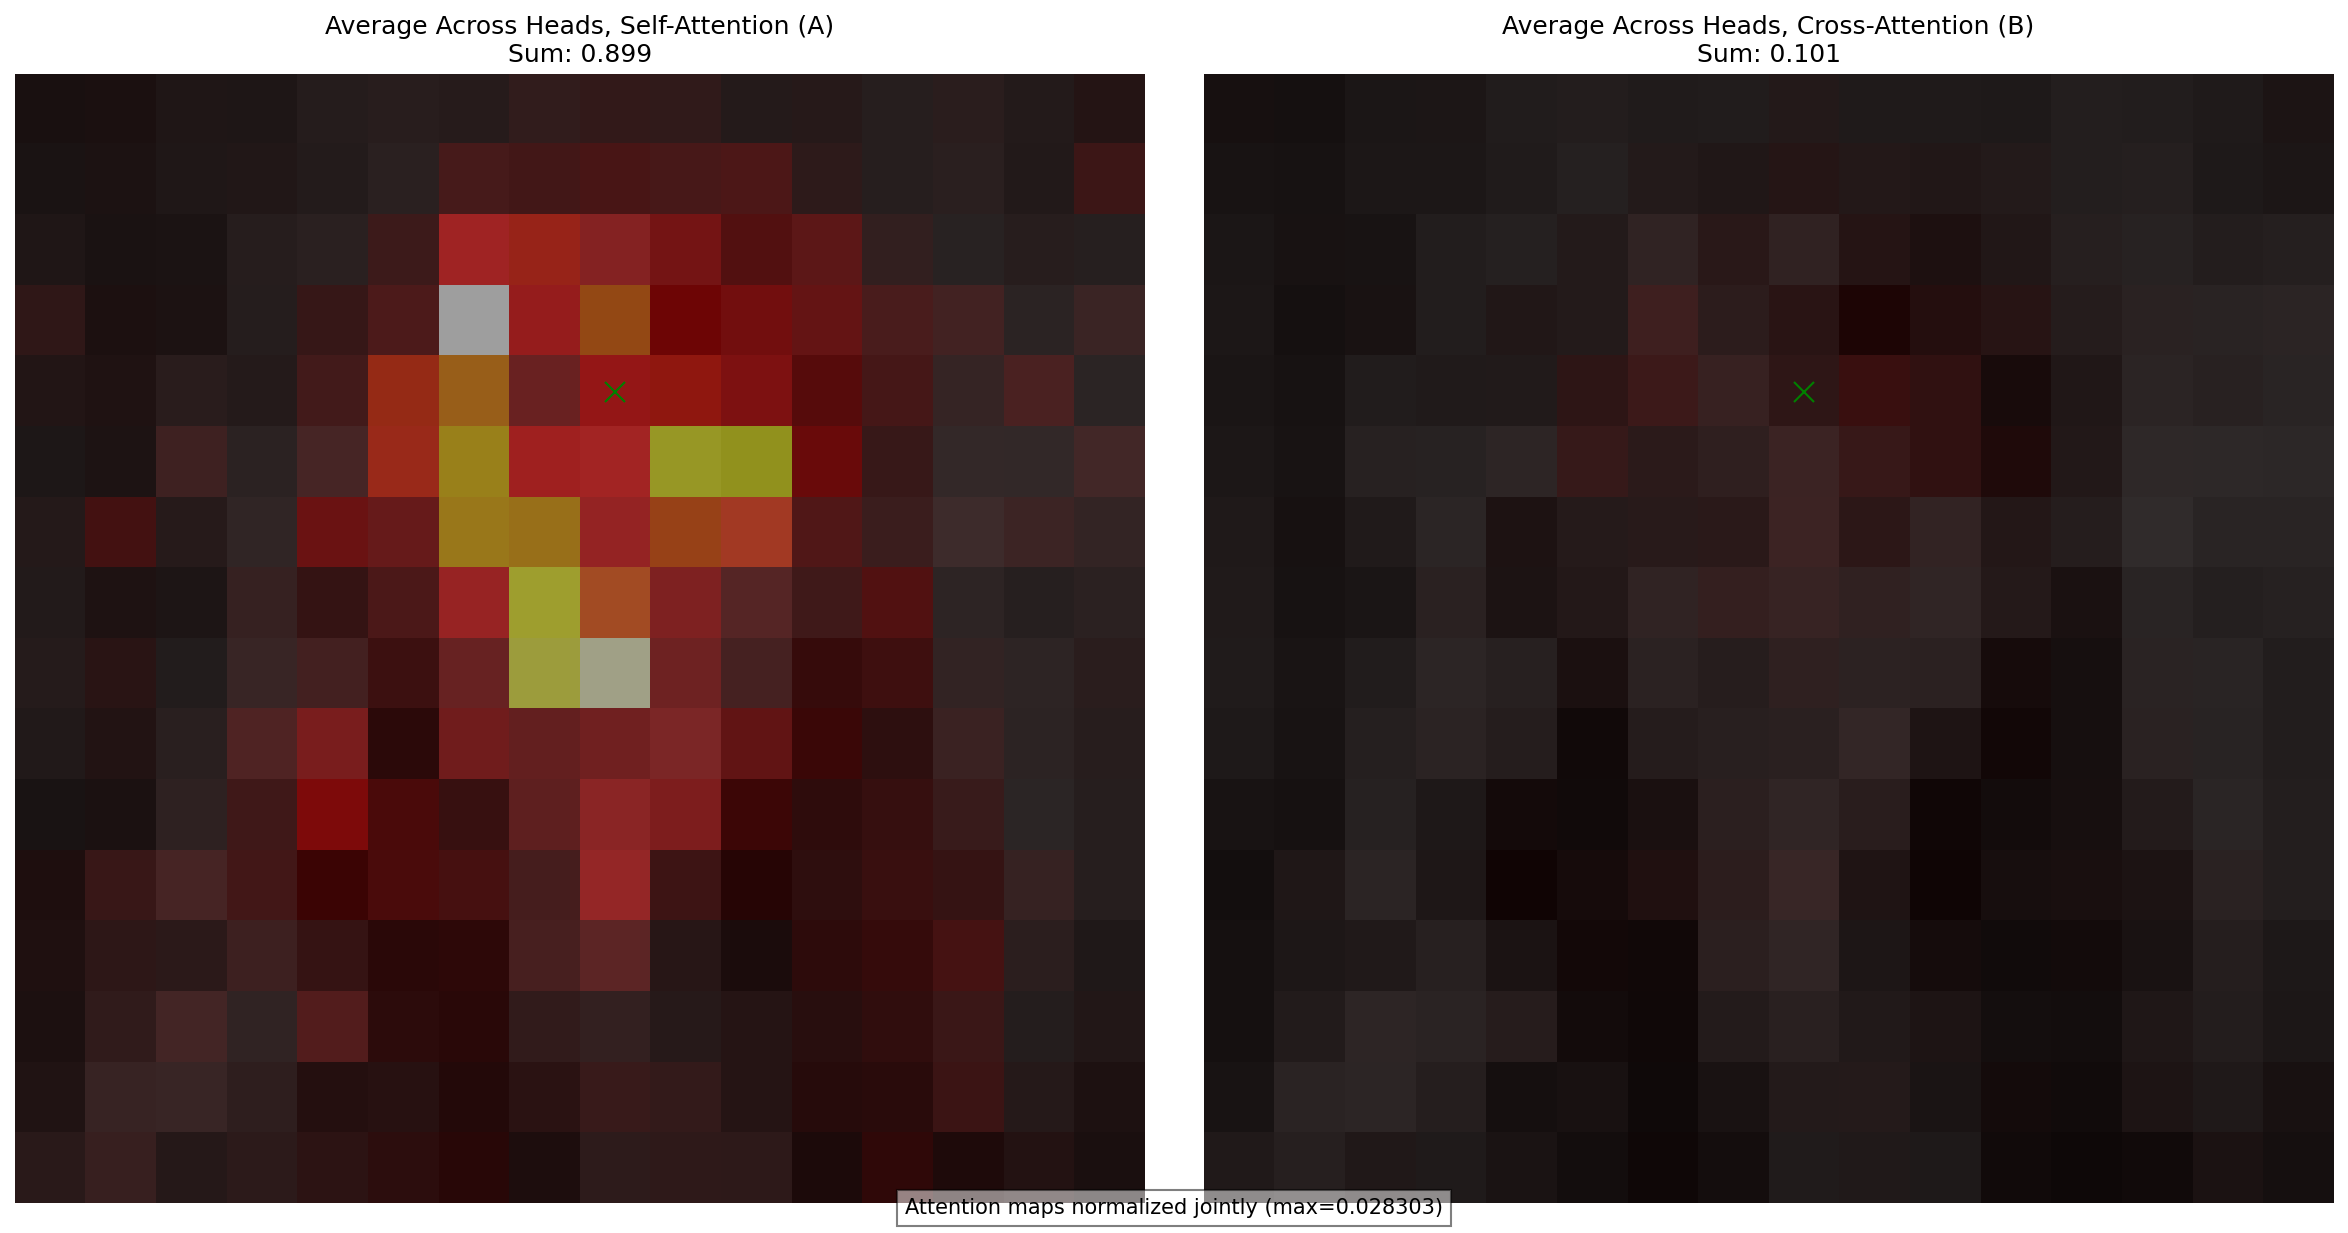 Average Across Heads, Self-Attention (A)
Sum: 0.899
Average Across Heads, Cross-Attention (B)
Sum: 0.101
Attention maps normalized jointly (max=0.028303)